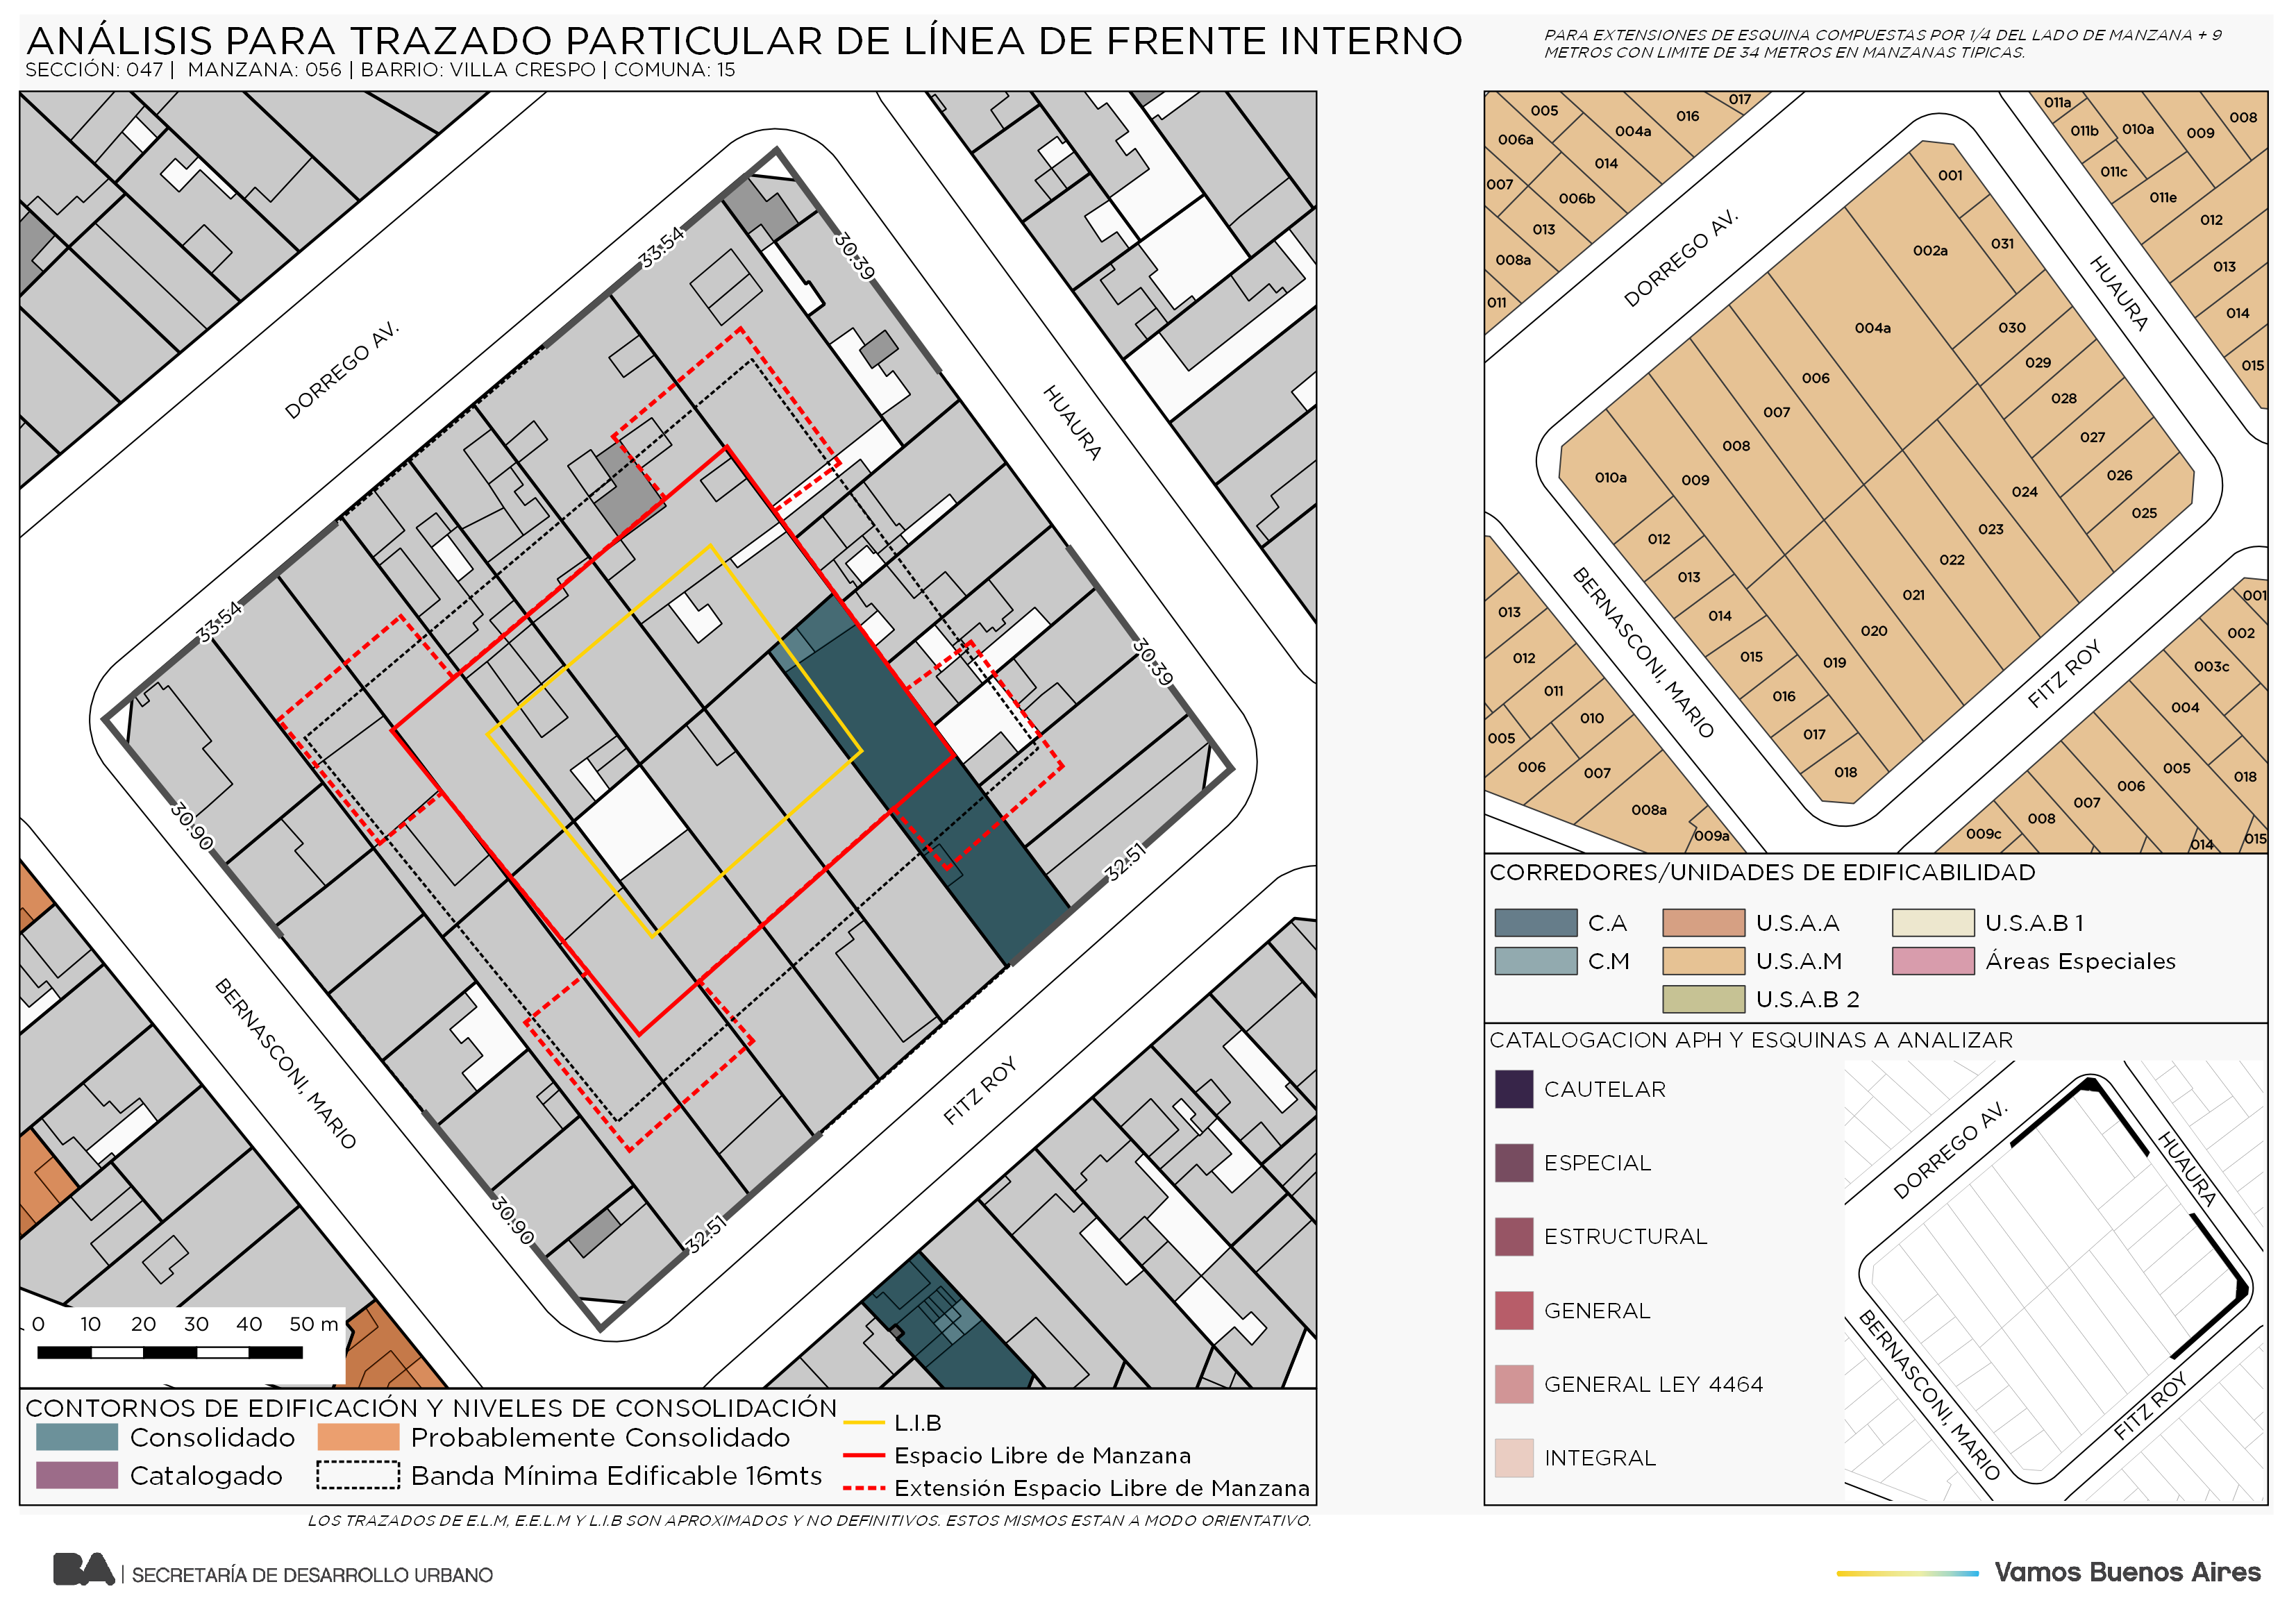 ANÁLISIS PARA TRAZADO PARTICULAR DE LÍNEA DE FRENTE INTERNO
SECCIÓN: 047 | MANZANA: 056 | BARRIO: VILLA CRESPO | COMUNA: 15
PARA EXTENSIONES DE ESQUINA COMPUESTAS POR 1/4 DEL LADO DE MANZANA + 9
METROS CON LIMITE DE 34 METROS EN MANZANAS TIPICAS.
DORREGO AV.
HUAURA
BERNASCONI, MARIO
FITZ ROY
33.54
30.39
33.54
30.90
30.39
32.51
30.90
32.51
0 10 20 30 40 50 m
CONTORNOS DE EDIFICACIÓN Y NIVELES DE CONSOLIDACIÓN
Consolidado
Probablemente Consolidado
Catalogado
Banda Mínima Edificable 16mts
L.I.B
Espacio Libre de Manzana
Extensión Espacio Libre de Manzana
LOS TRAZADOS DE E.L.M, E.E.L.M Y L.I.B SON APROXIMADOS Y NO DEFINITIVOS. ESTOS MISMOS ESTAN A MODO ORIENTATIVO.
005
016
017
006a
004a
014
007
006b
013
008a
011
011a
011b
010a
009
008
011c
011e
012
013
014
015
DORREGO AV.
HUAURA
001
002a
031
004a
030
029
006
028
007
027
008
026
009
025
010a
024
012
023
013
022
014
021
015
020
016
019
017
018
BERNASCONI, MARIO
FITZ ROY
013
012
011
010
005
006
007
008a
009a
001
002
003c
004
005
018
006
007
008
009c
014
015
CORREDORES/UNIDADES DE EDIFICABILIDAD
C.A
U.S.A.A
U.S.A.B 1
C.M
U.S.A.M
Áreas Especiales
U.S.A.B 2
CATALOGACION APH Y ESQUINAS A ANALIZAR
CAUTELAR
ESPECIAL
ESTRUCTURAL
GENERAL
GENERAL LEY 4464
INTEGRAL
DORREGO AV.
HUAURA
BERNASCONI, MARIO
FITZ ROY
BA | SECRETARÍA DE DESARROLLO URBANO
Vamos Buenos Aires